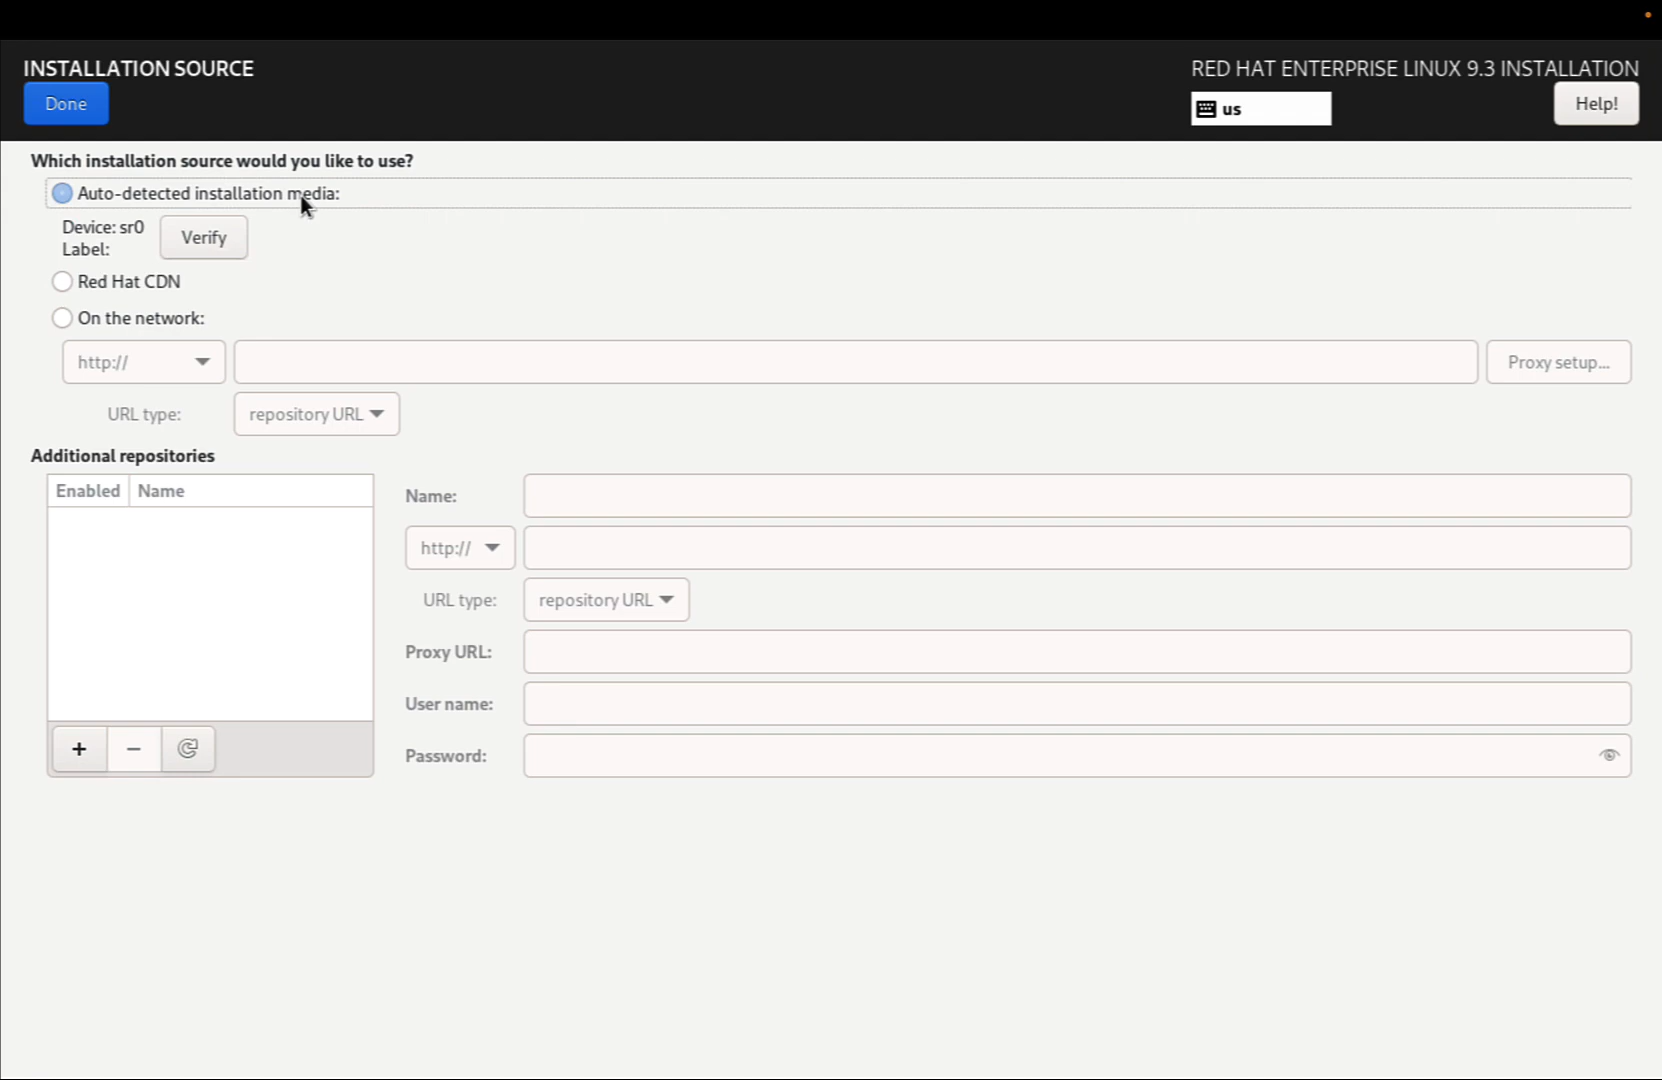 INSTALLATION SOURCE
RED HAT ENTERPRISE LINUX 9.3 INSTALLATION
Done
us
Help!
Which installation source would you like to use?
Auto-detected installation media:
Device: sr0
Label:
Verify
Red Hat CDN
On the network:
http://
Proxy setup...
URL type:
repository URL
Additional repositories
Enabled Name
Name:
http://
URL type:
repository URL
Proxy URL:
User name:
Password: